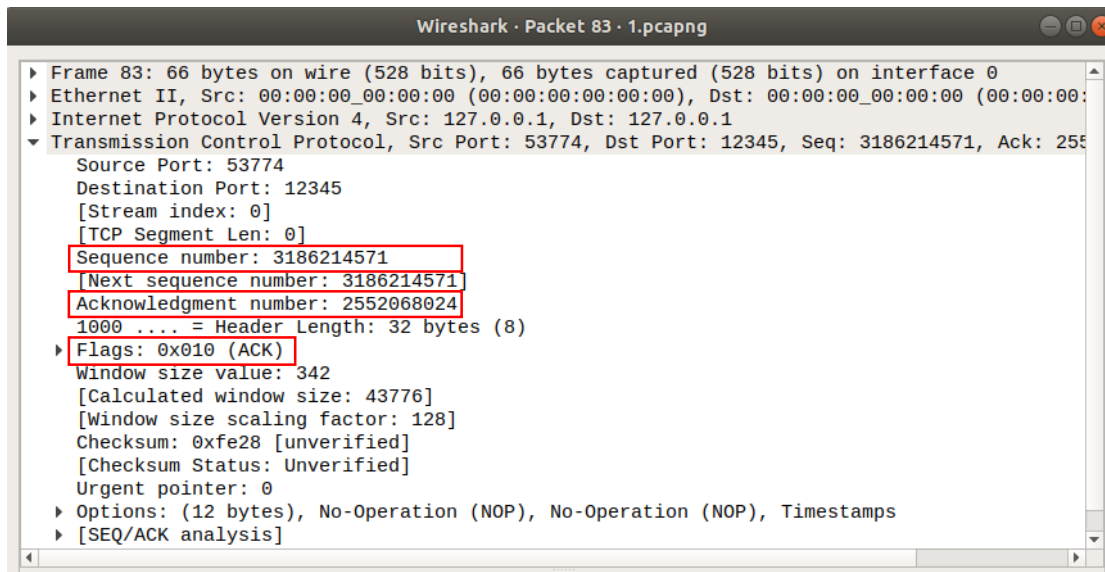 Wireshark · Packet 83 · 1.pcapng
Frame 83: 66 bytes on wire (528 bits), 66 bytes captured (528 bits) on interface 0
Ethernet II, Src: 00:00:00_00:00:00 (00:00:00:00:00:00), Dst: 00:00:00_00:00:00 (00:00:00:
Internet Protocol Version 4, Src: 127.0.0.1, Dst: 127.0.0.1
Transmission Control Protocol, Src Port: 53774, Dst Port: 12345, Seq: 3186214571, Ack: 255
Source Port: 53774
Destination Port: 12345
[Stream index: 0]
[TCP Segment Len: 0]
Sequence number: 3186214571
[Next sequence number: 3186214571]
Acknowledgment number: 2552068024
1000 .... = Header Length: 32 bytes (8)
Flags: 0x010 (ACK)
Window size value: 342
[Calculated window size: 43776]
[Window size scaling factor: 128]
Checksum: 0xfe28 [unverified]
[Checksum Status: Unverified]
Urgent pointer: 0
Options: (12 bytes), No-Operation (NOP), No-Operation (NOP), Timestamps
[SEQ/ACK analysis]